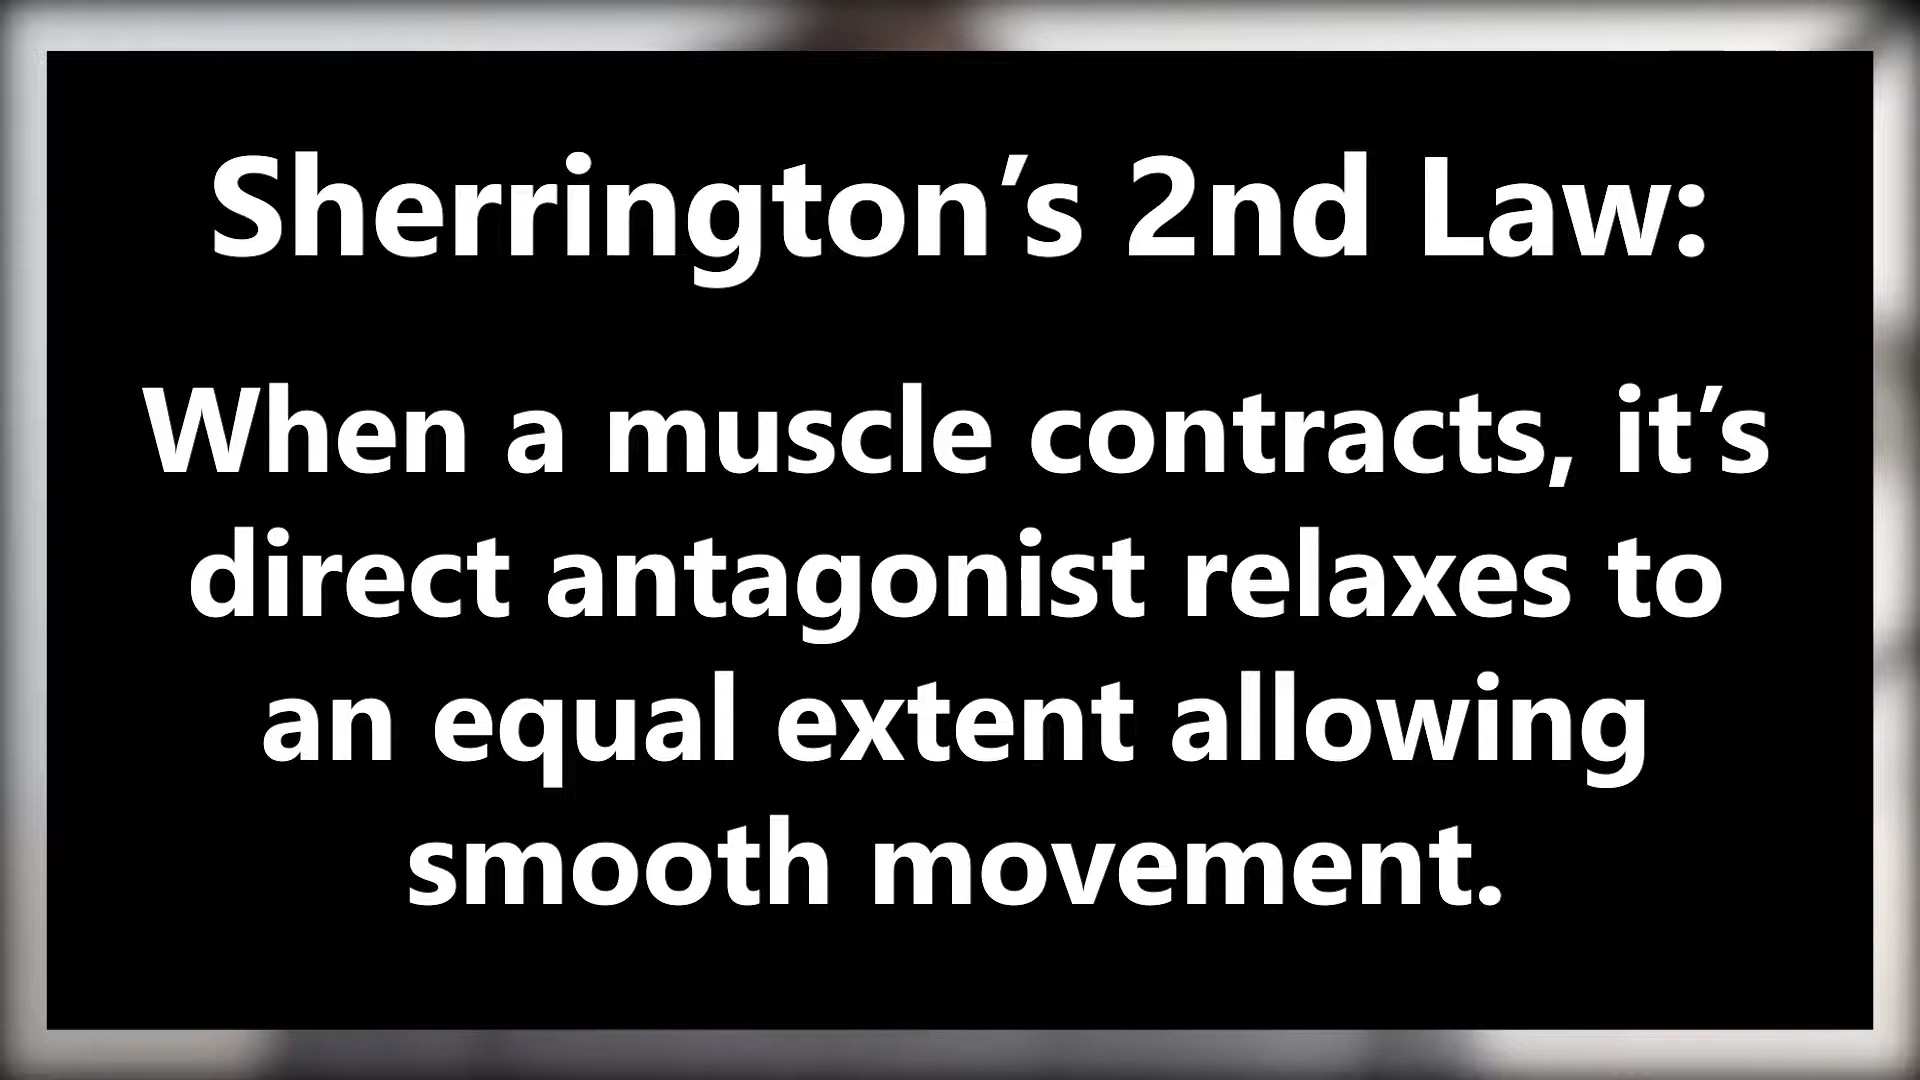 Sherrington’s 2nd Law:
When a muscle contracts, it’s
direct antagonist relaxes to
an equal extent allowing
smooth movement.